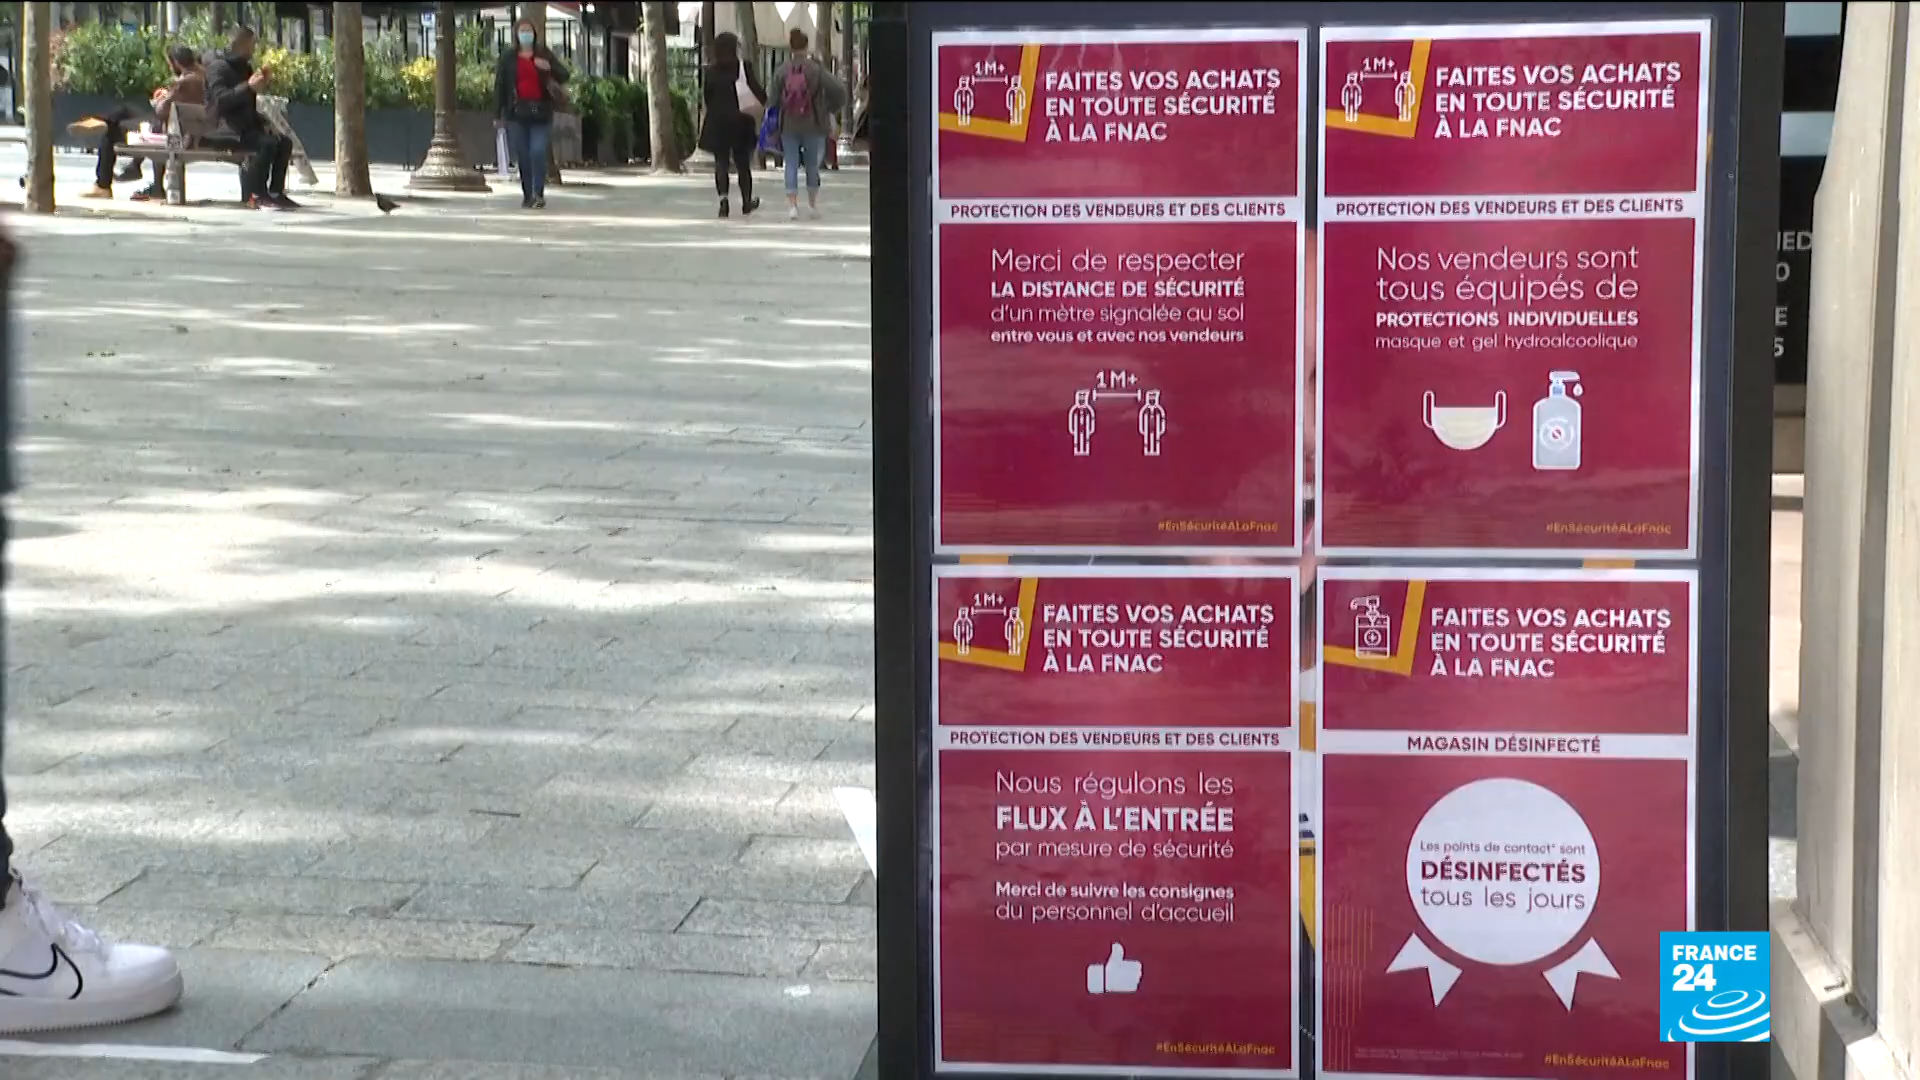 1M+
FAITES VOS ACHATS
EN TOUTE SÉCURITÉ
À LA FNAC
PROTECTION DES VENDEURS ET DES CLIENTS
Merci de respecter
LA DISTANCE DE SÉCURITÉ
d'un mètre signalée au sol
entre vous et avec nos vendeurs
1M+
#EnSécuritéALaFnac
1M+
FAITES VOS ACHATS
EN TOUTE SÉCURITÉ
À LA FNAC
PROTECTION DES VENDEURS ET DES CLIENTS
Nos vendeurs sont
tous équipés de
PROTECTIONS INDIVIDUELLES
masque et gel hydroalcoolique
#EnSécuritéALaFnac
1M+
FAITES VOS ACHATS
EN TOUTE SÉCURITÉ
À LA FNAC
PROTECTION DES VENDEURS ET DES CLIENTS
Nous régulons les
FLUX À L'ENTRÉE
par mesure de sécurité
Merci de suivre les consignes
du personnel d'accueil
#EnSécuritéALaFnac
FAITES VOS ACHATS
EN TOUTE SÉCURITÉ
À LA FNAC
MAGASIN DÉSINFECTÉ
Les points de contact* sont
DÉSINFECTÉS
tous les jours
#EnSécuritéALaFnac
FRANCE
24